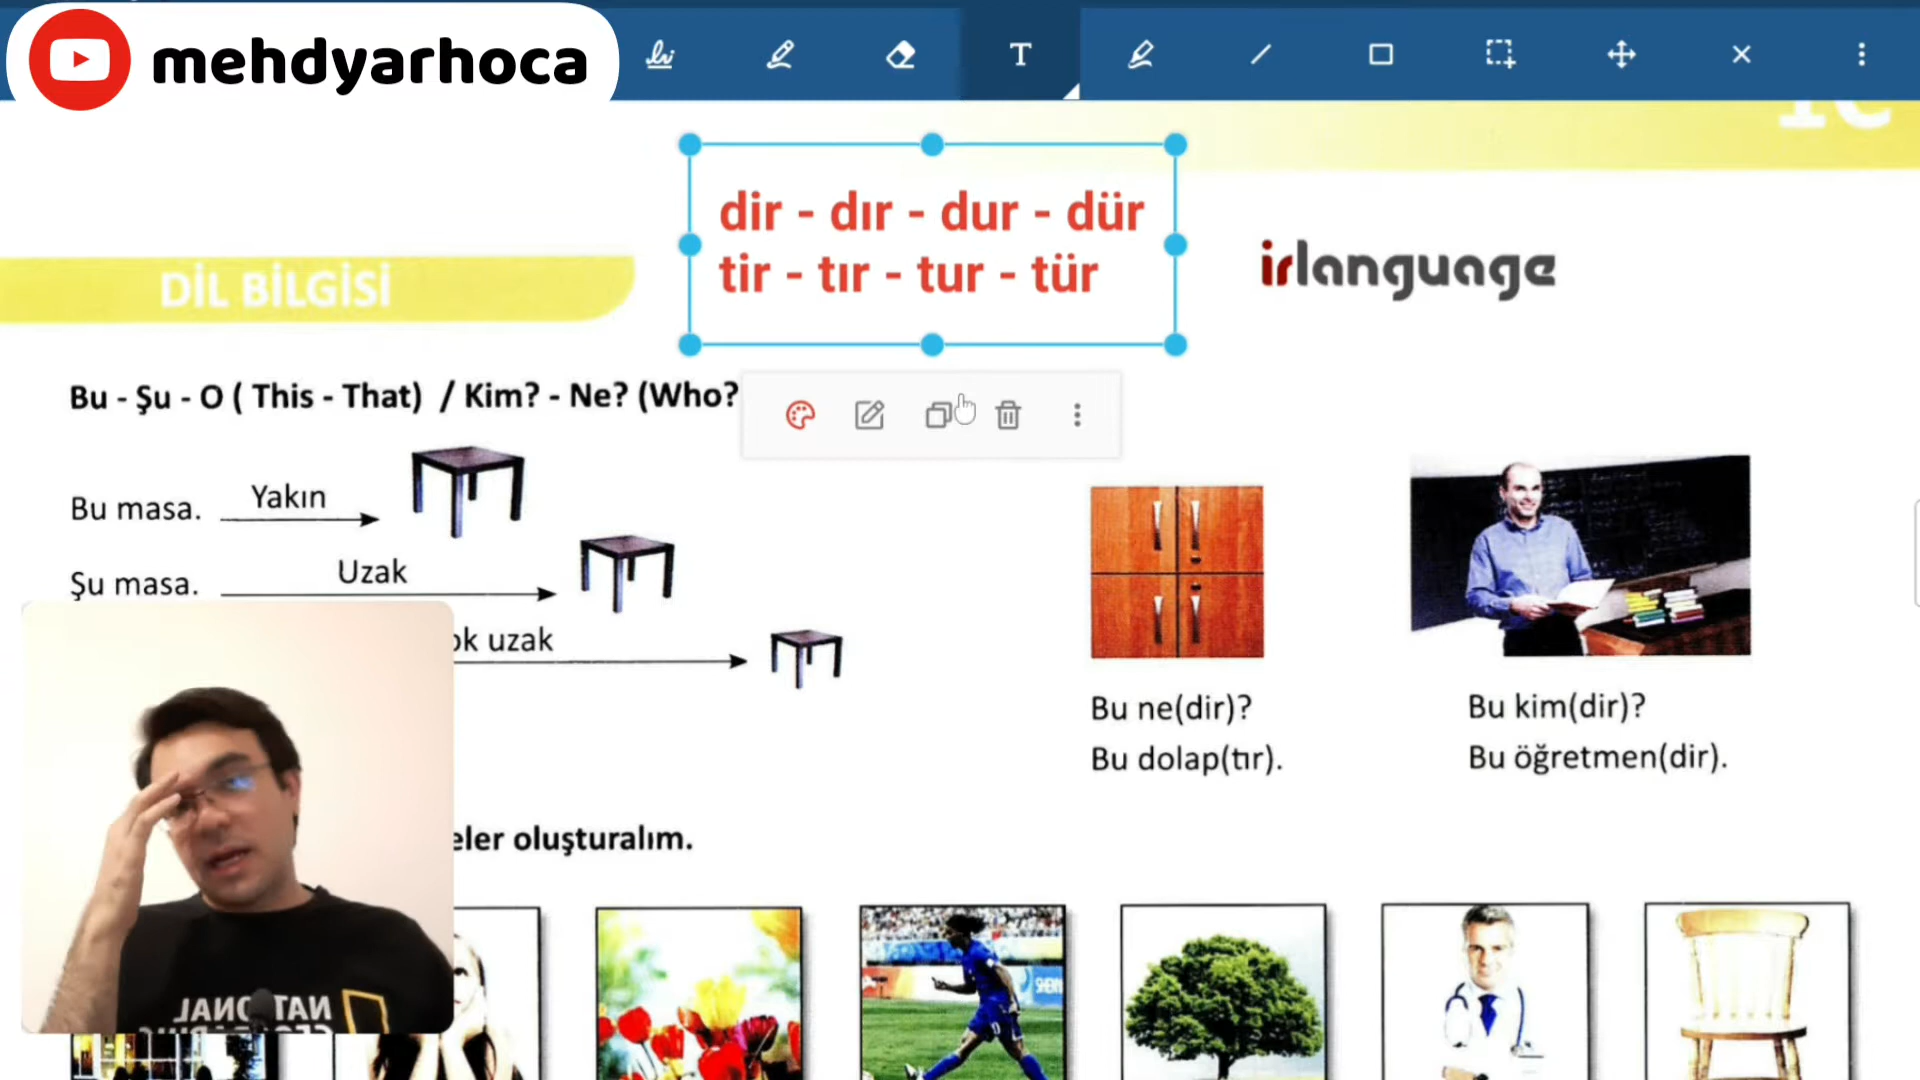 mehdyarhoca
T
dir - dır - dur - dür
tir - tır - tur - tür
DİL BİLGİSİ
irlanguage
Bu - Şu - O ( This - That) / Kim? - Ne? (Who?
Bu masa.
Yakın
Şu masa.
Uzak
ok uzak
Bu ne(dir)?
Bu kim(dir)?
Bu dolap(tır).
Bu öğretmen(dir).
eler oluşturalım.
NATIONAL